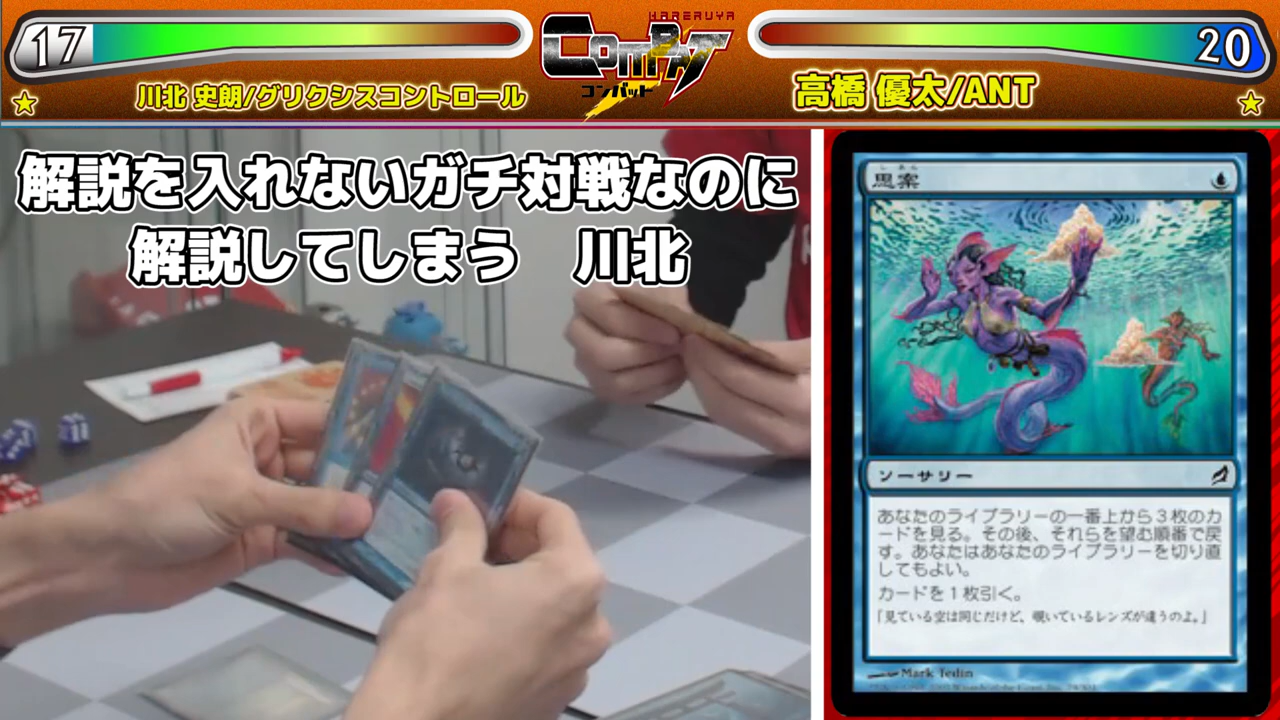 17
HARERUYA
COMBAT
コンバット
20
川北 史朗/グリクシスコントロール
高橋 優太/ANT
解説を入れないガチ対戦なのに
解説してしまう 川北
しあん
思案
ソーサリー
あなたのライブラリーの一番上から3枚のカ
ードを見る。その後、それらを望む順番で戻
す。あなたはあなたのライブラリーを切り直
してもよい。
カードを1枚引く。
「見ている空は同じだけど、覗いているレンズが違うのよ。」
Mark Tedin